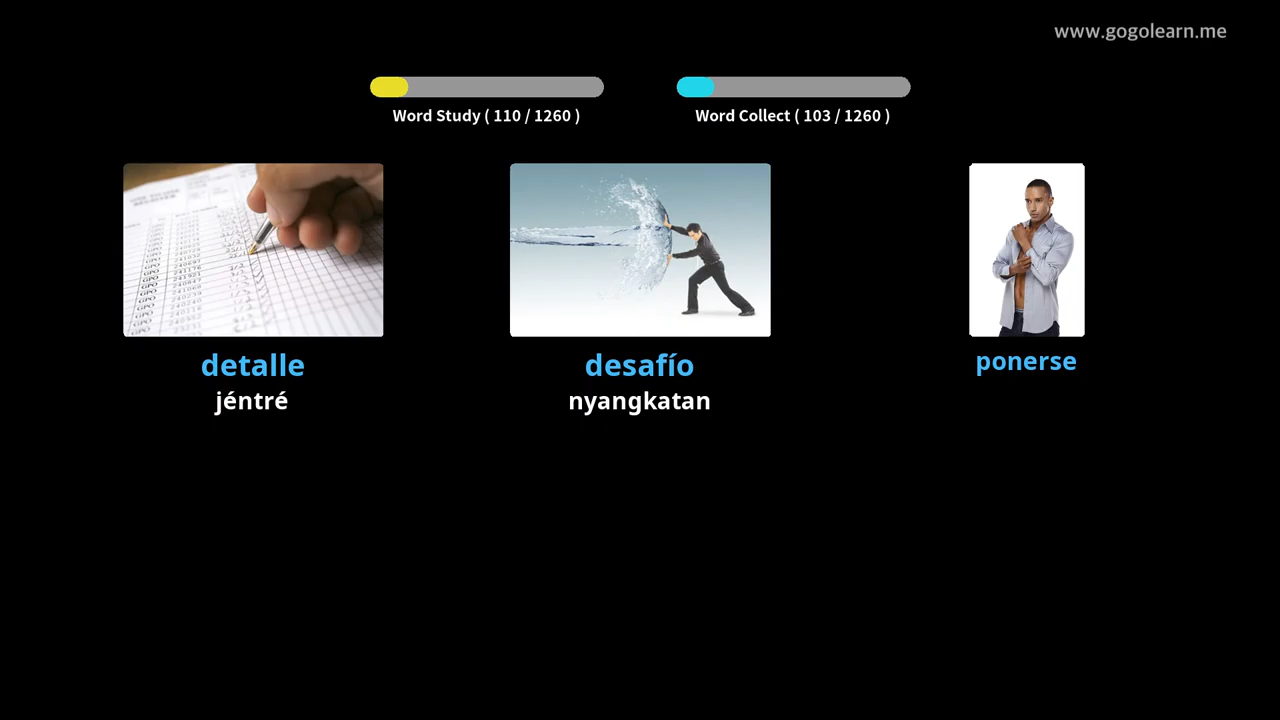 www.gogolearn.me
Word Study ( 110 / 1260 )
Word Collect ( 103 / 1260 )
detalle
jéntré
desafío
nyangkatan
ponerse